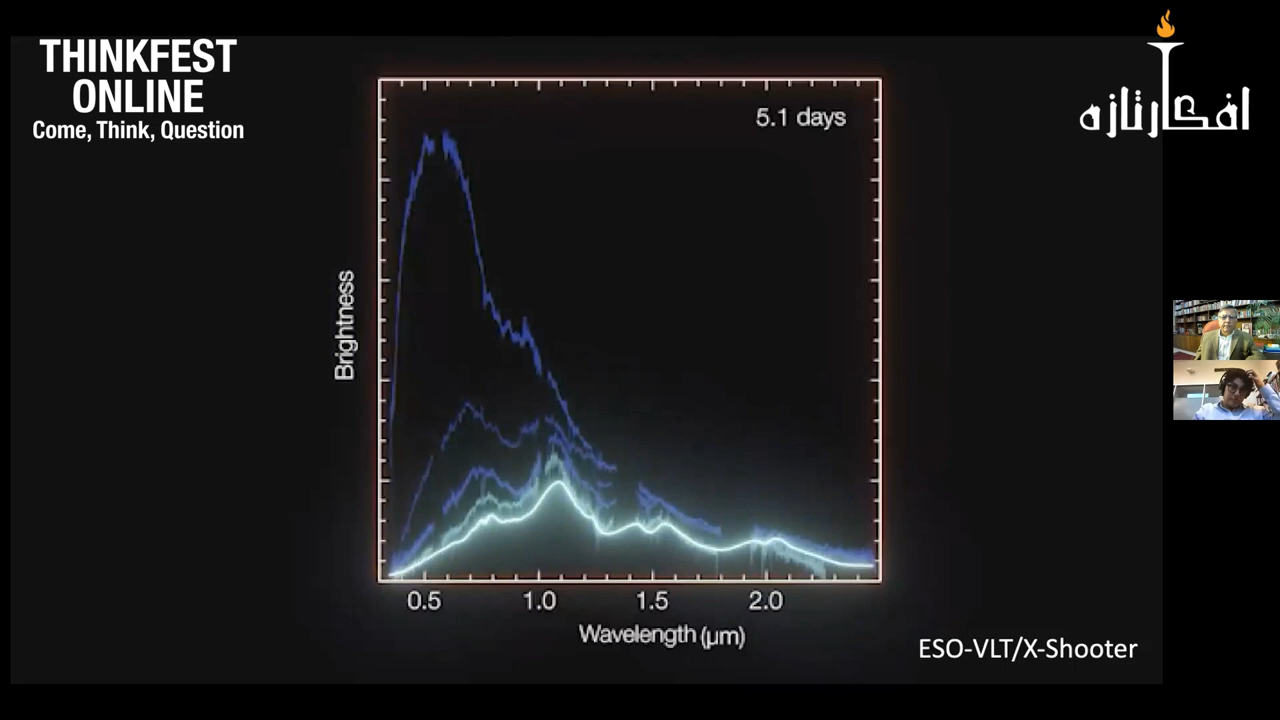 THINKFEST
ONLINE
Come, Think, Question
افکارتازہ
5.1 days
Brightness
0.5 1.0 1.5 2.0
Wavelength (μm)
ESO-VLT/X-Shooter